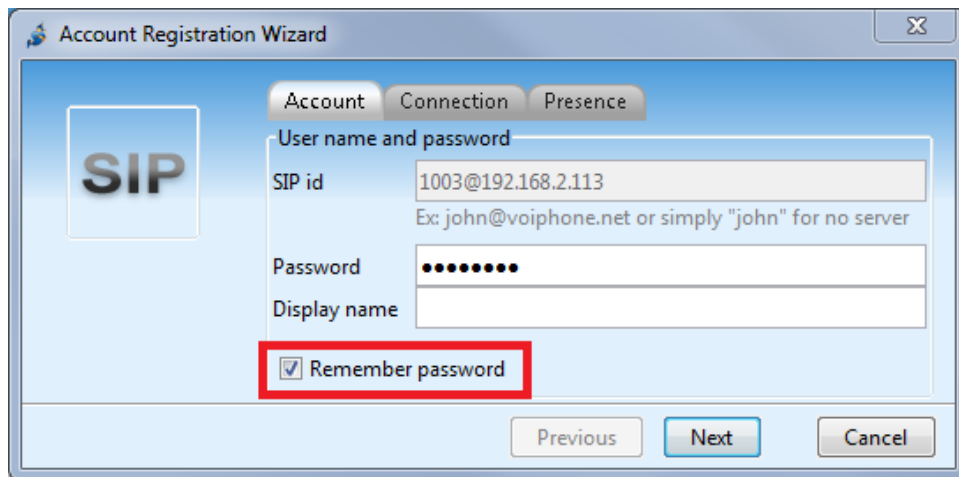 Account Registration Wizard
SIP
Account Connection Presence
User name and password
SIP id 1003@192.168.2.113
Ex: john@voiphone.net or simply "john" for no server
Password ●●●●●●●●
Display name
Remember password
Previous Next Cancel